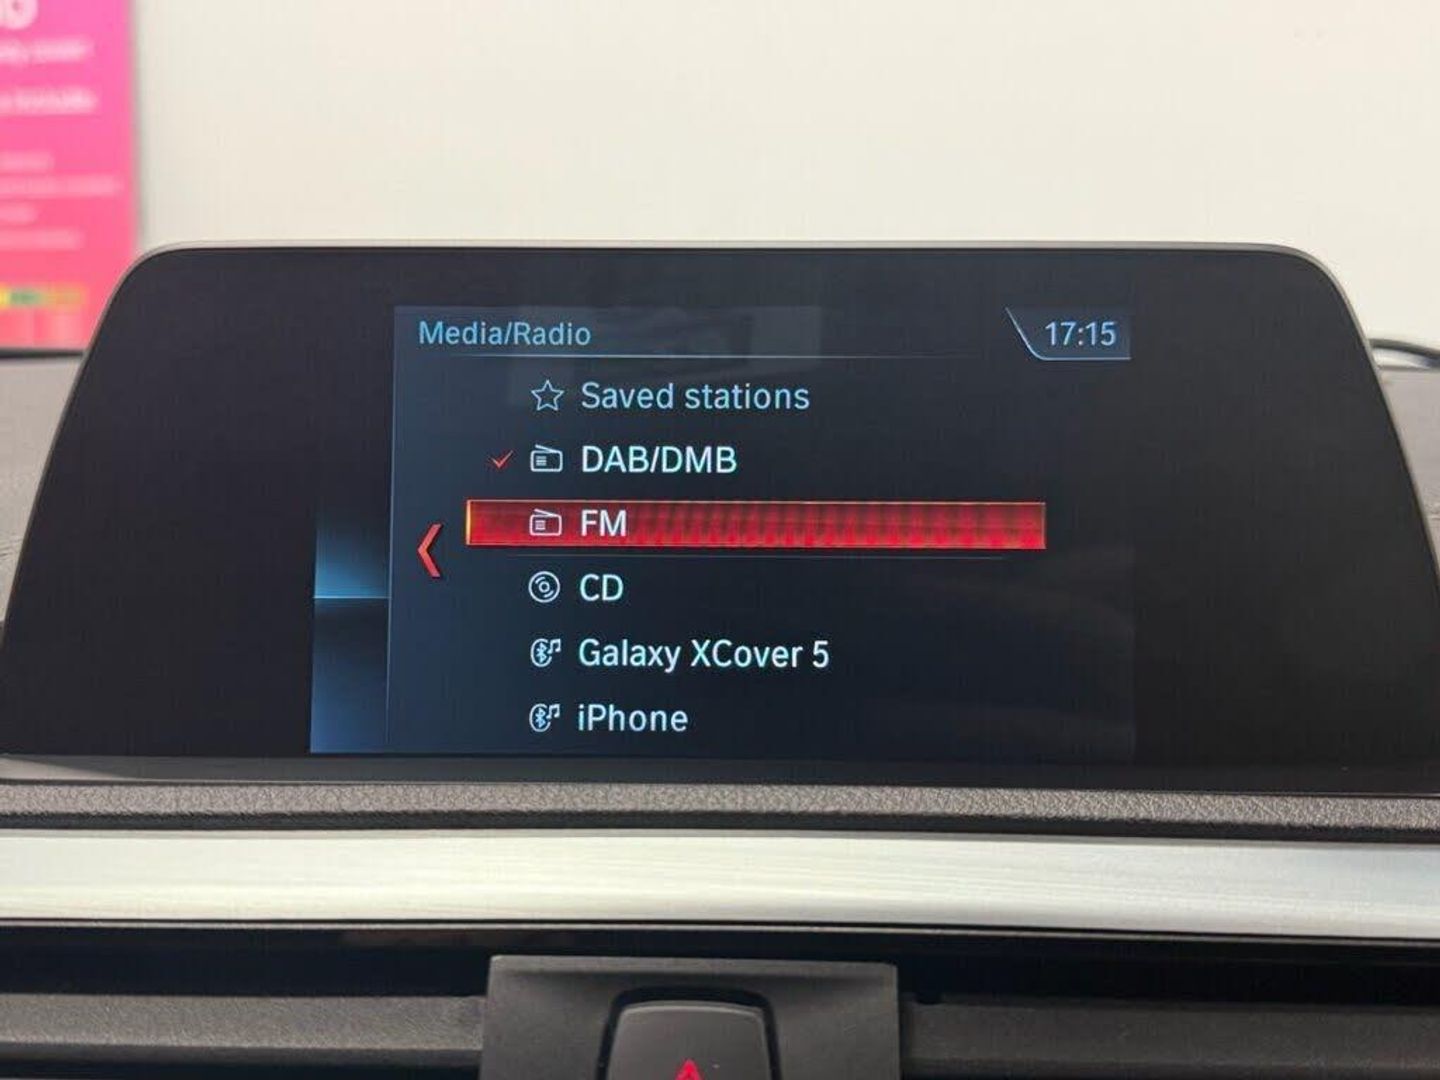 Media/Radio
17:15
Saved stations
DAB/DMB
FM
CD
Galaxy XCover 5
iPhone